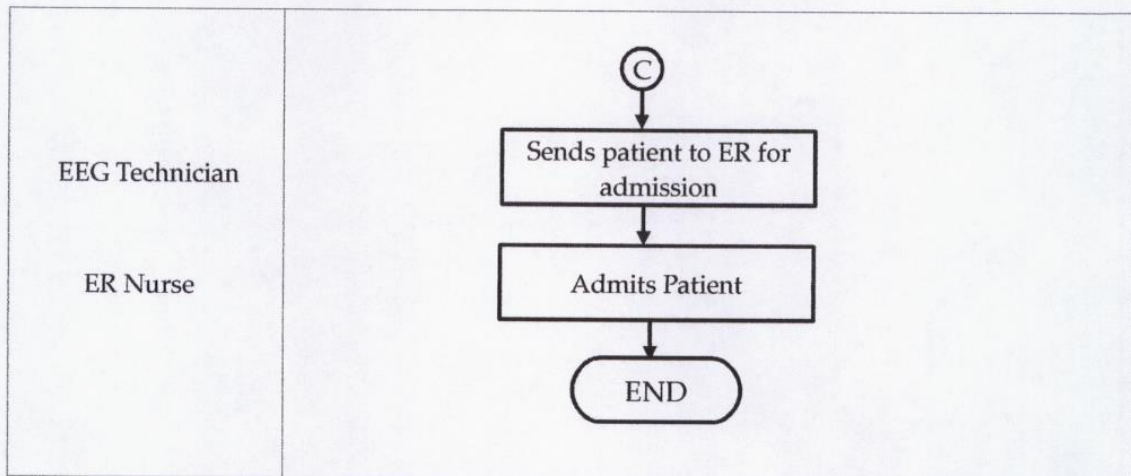 C
EEG Technician
Sends patient to ER for
admission
ER Nurse
Admits Patient
END